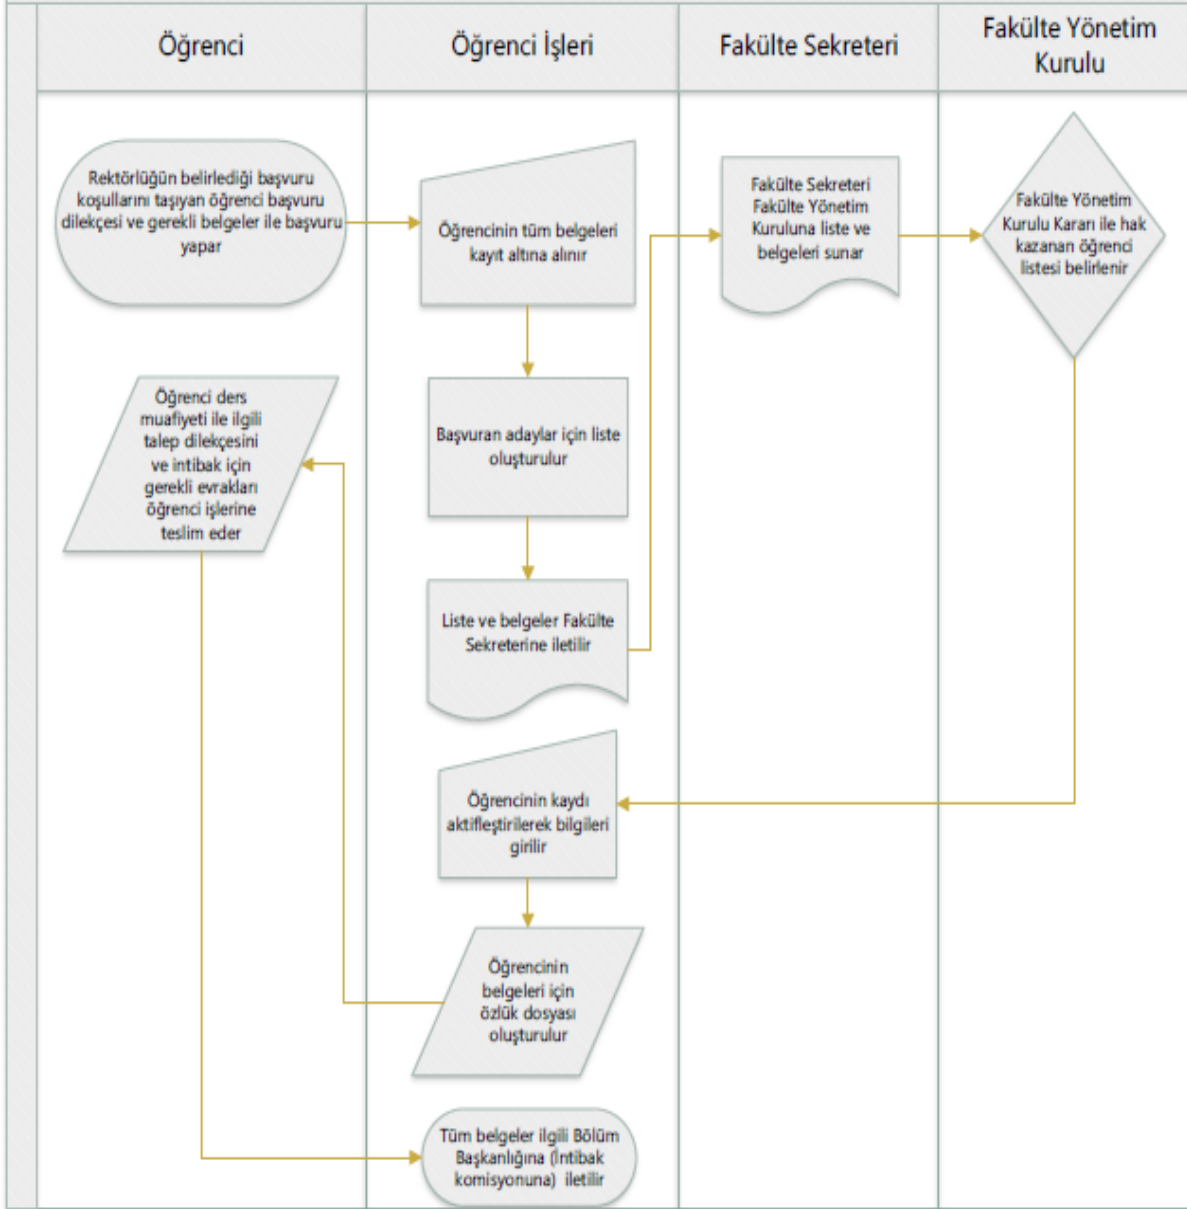 Öğrenci
Öğrenci İşleri
Fakülte Sekreteri
Fakülte Yönetim
Kurulu
Rektörlüğün belirlediği başvuru
koşullarını taşıyan öğrenci başvuru
dilekçesi ve gerekli belgeler ile başvuru
yapar
Öğrencinin tüm belgeleri
kayıt altına alınır
Fakülte Sekreteri
Fakülte Yönetim
Kuruluna liste ve
belgeleri sunar
Fakülte Yönetim
Kurulu Kararı ile hak
kazanan öğrenci
listesi belirlenir
Öğrenci ders
muafiyeti ile ilgili
talep dilekçesini
ve intibak için
gerekli evrakları
öğrenci işlerine
teslim eder
Başvuran adaylar için liste
oluşturulur
Liste ve belgeler Fakülte
Sekreterine iletilir
Öğrencinin kaydı
aktifleştirilerek bilgileri
girilir
Öğrencinin
belgeleri için
özlük dosyası
oluşturulur
Tüm belgeler ilgili Bölüm
Başkanlığına (İntibak
komisyonuna) iletilir